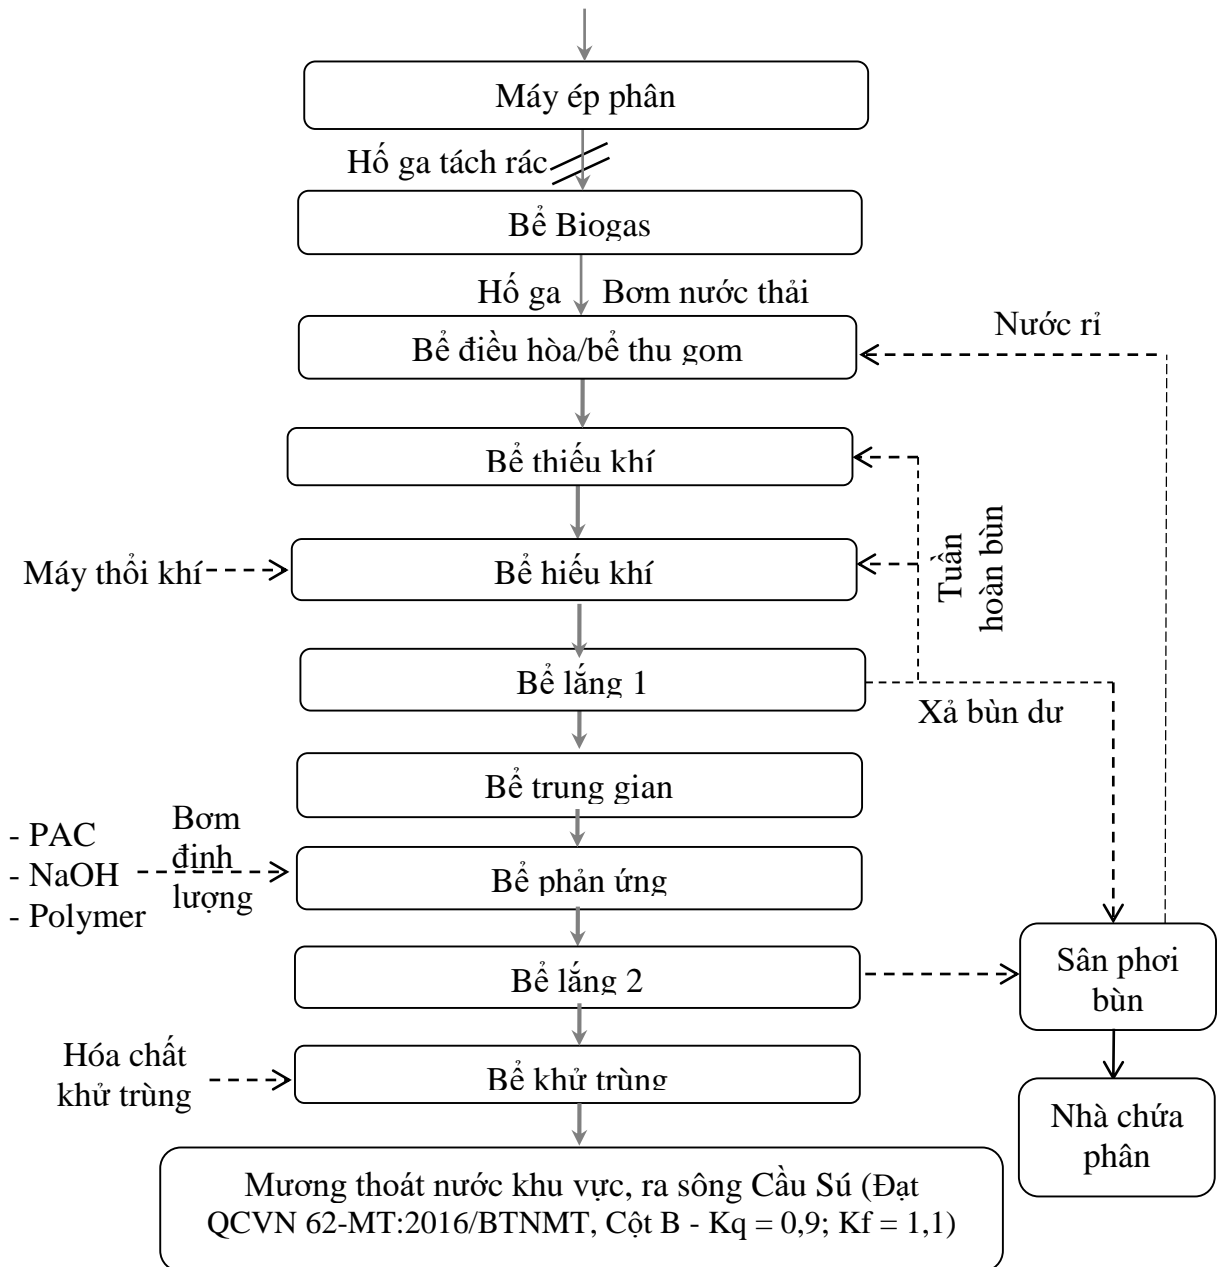 Máy ép phân
Hố ga tách rác
Bể Biogas
Hố ga
Bơm nước thải
Nước rỉ
Bể điều hòa/bể thu gom
Bể thiếu khí
Tuần
hoàn bùn
Máy thổi khí
Bể hiếu khí
Bể lắng 1
Xả bùn dư
Bể trung gian
- PAC
- NaOH
- Polymer
Bơm
định
lượng
Bể phản ứng
Bể lắng 2
Sân phơi
bùn
Hóa chất
khử trùng
Bể khử trùng
Nhà chứa
phân
Mương thoát nước khu vực, ra sông Cầu Sú (Đạt
QCVN 62-MT:2016/BTNMT, Cột B - Kq = 0,9; Kf = 1,1)